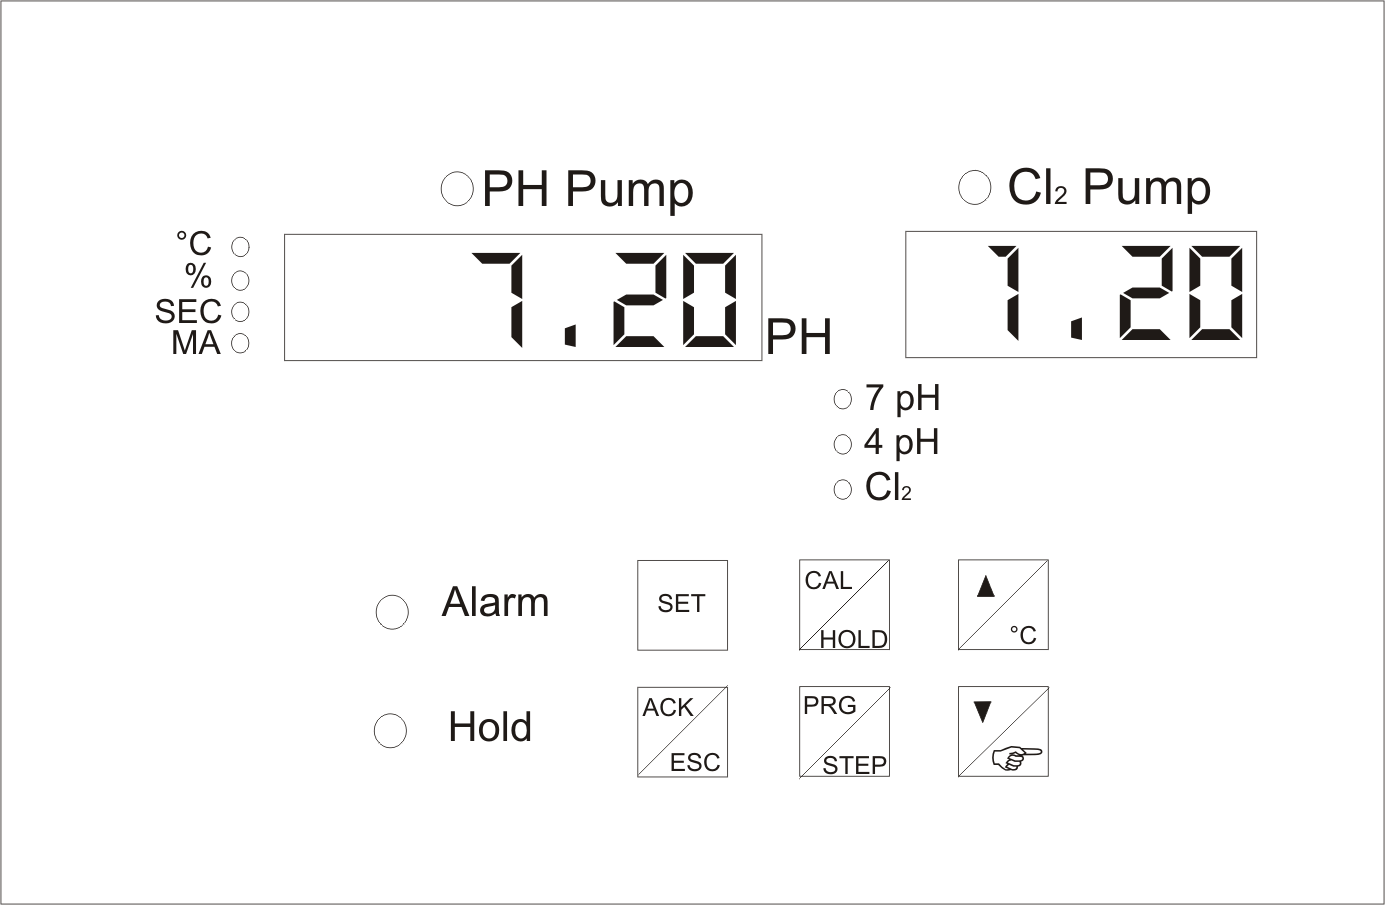 PH Pump
Cl₂ Pump
°C
%
SEC
MA
7.20 PH
1.20
7 pH
4 pH
Cl₂
Alarm
SET
CAL
HOLD
▲
°C
Hold
ACK
ESC
PRG
STEP
▼